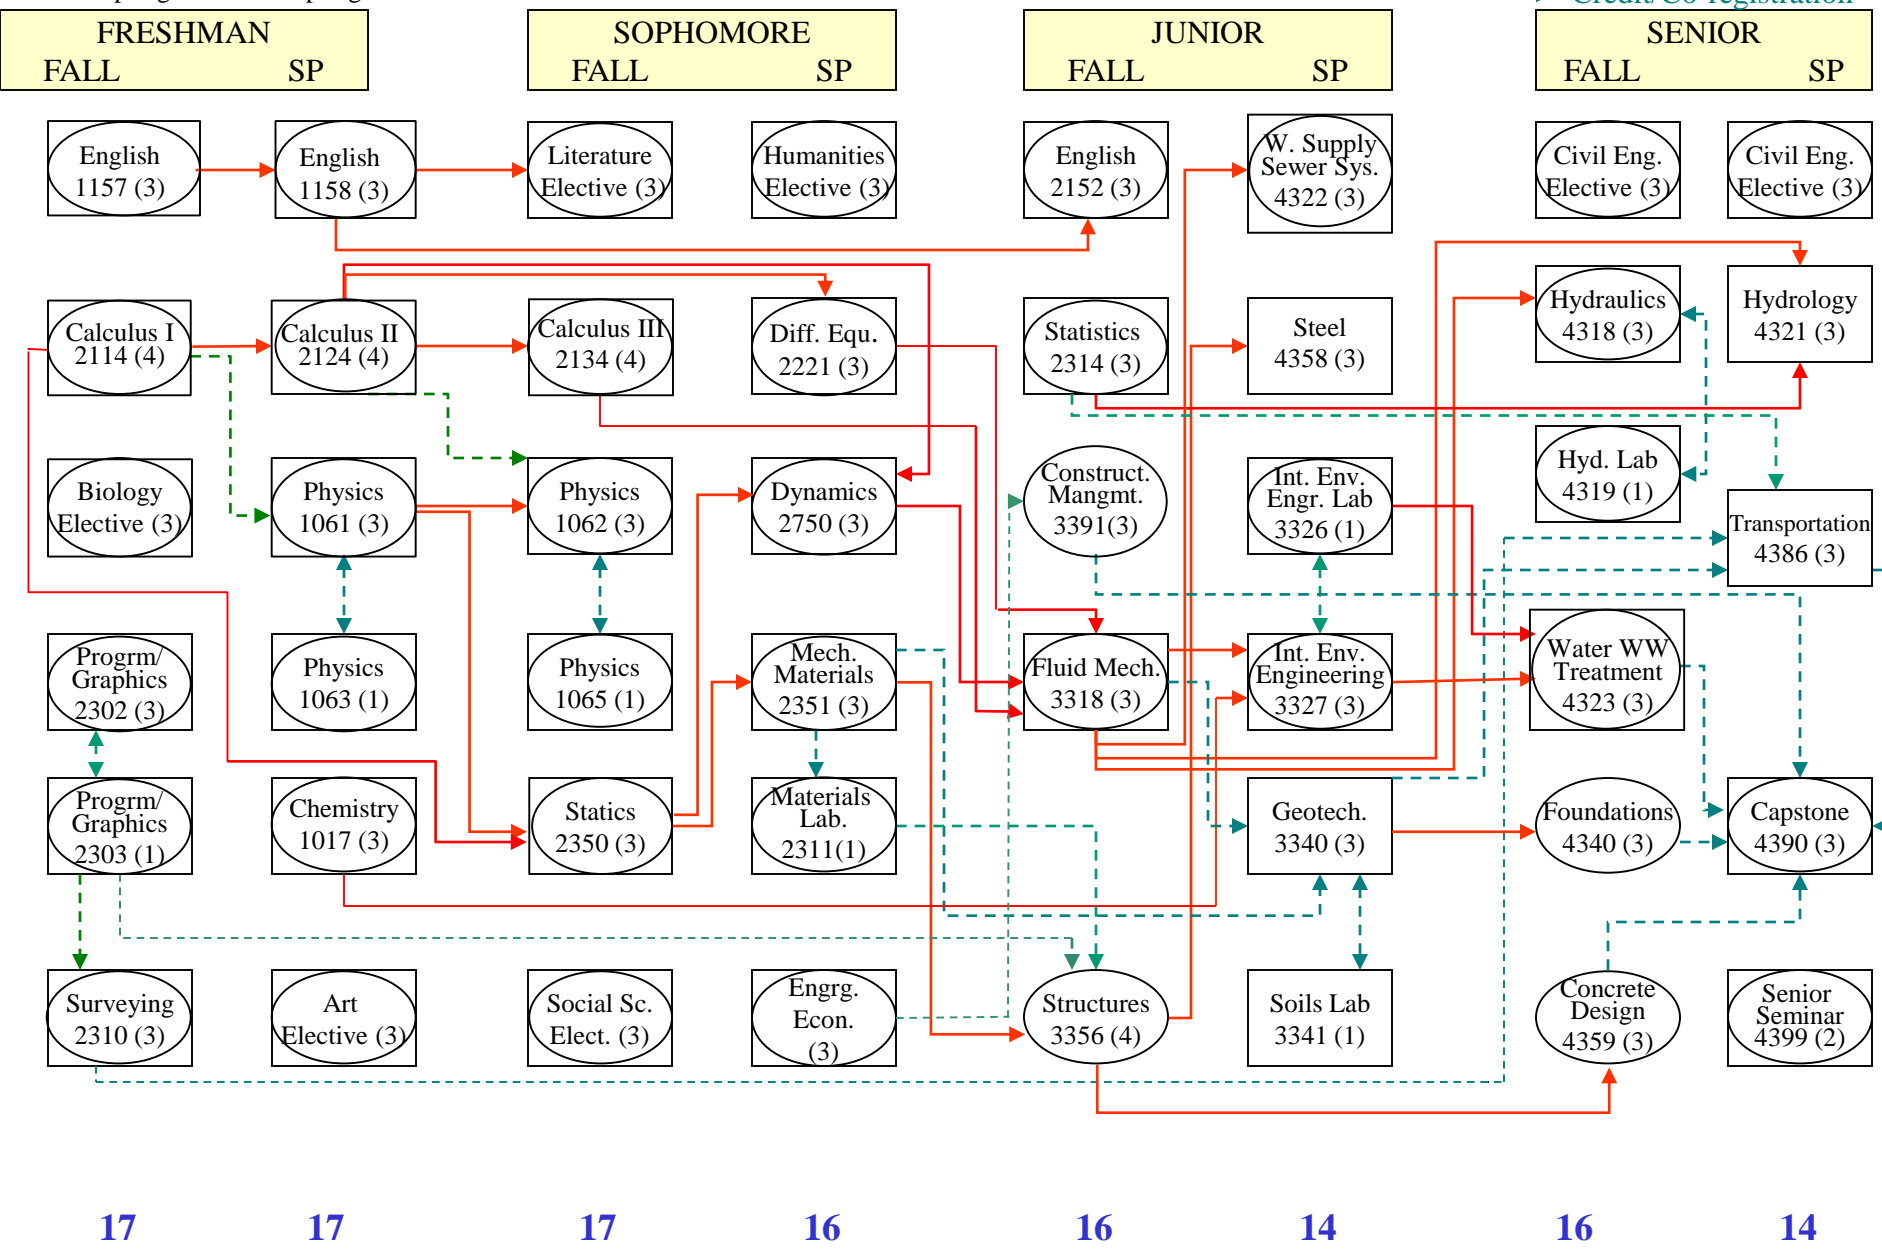 Credit/Co-registration
FRESHMAN
FALL SP
SOPHOMORE
FALL SP
JUNIOR
FALL SP
SENIOR
FALL SP
English
1157 (3)
English
1158 (3)
Literature
Elective (3)
Humanities
Elective (3)
English
2152 (3)
W. Supply
Sewer Sys.
4322 (3)
Civil Eng.
Elective (3)
Civil Eng.
Elective (3)
Calculus I
2114 (4)
Calculus II
2124 (4)
Calculus III
2134 (4)
Diff. Equ.
2221 (3)
Statistics
2314 (3)
Steel
4358 (3)
Hydraulics
4318 (3)
Hydrology
4321 (3)
Biology
Elective (3)
Physics
1061 (3)
Physics
1062 (3)
Dynamics
2750 (3)
Construct.
Mangmt.
3391(3)
Int. Env.
Engr. Lab
3326 (1)
Hyd. Lab
4319 (1)
Transportation
4386 (3)
Progrm/
Graphics
2302 (3)
Physics
1063 (1)
Physics
1065 (1)
Mech.
Materials
2351 (3)
Fluid Mech.
3318 (3)
Int. Env.
Engineering
3327 (3)
Water WW
Treatment
4323 (3)
Progrm/
Graphics
2303 (1)
Chemistry
1017 (3)
Statics
2350 (3)
Materials
Lab.
2311(1)
Geotech.
3340 (3)
Foundations
4340 (3)
Capstone
4390 (3)
Surveying
2310 (3)
Art
Elective (3)
Social Sc.
Elect. (3)
Engrg.
Econ.
(3)
Structures
3356 (4)
Soils Lab
3341 (1)
Concrete
Design
4359 (3)
Senior
Seminar
4399 (2)
17 17 17 16 16 14 16 14